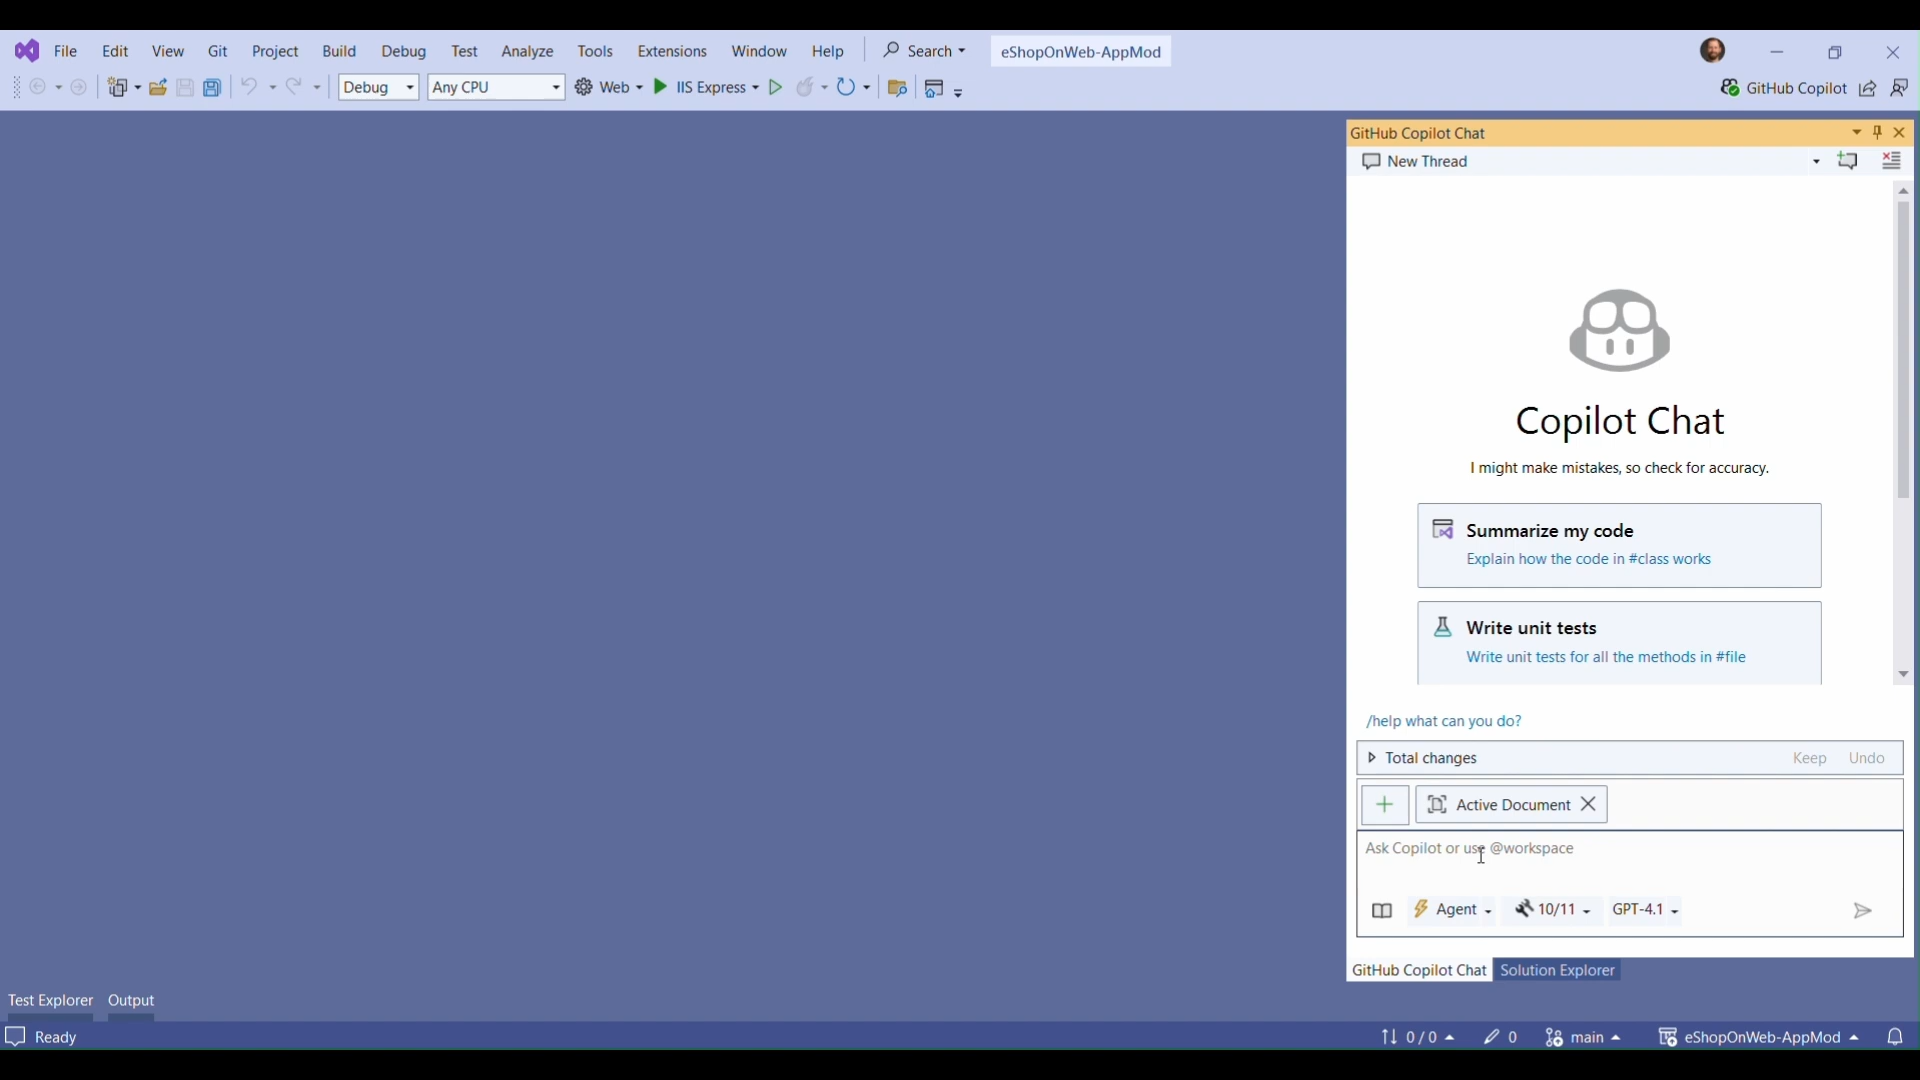 File Edit View Git Project Build Debug Test Analyze Tools Extensions Window Help Search eShopOnWeb-AppMod
Debug Any CPU Web IIS Express GitHub Copilot
GitHub Copilot Chat
New Thread
Copilot Chat
I might make mistakes, so check for accuracy.
Summarize my code
Explain how the code in #class works
Write unit tests
Write unit tests for all the methods in #file
/help what can you do?
Total changes Keep Undo
Active Document
Ask Copilot or use @workspace
Agent 10/11 GPT-4.1
GitHub Copilot Chat Solution Explorer
Test Explorer Output
Ready 0 / 0 0 main eShopOnWeb-AppMod